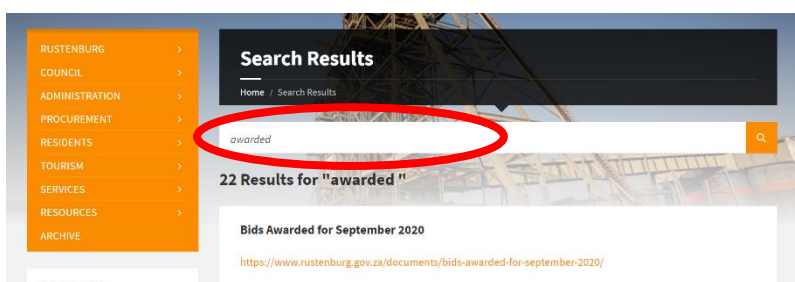 RUSTENBURG
COUNCIL
ADMINISTRATION
PROCUREMENT
RESIDENTS
TOURISM
SERVICES
RESOURCES
ARCHIVE
Search Results
Home / Search Results
awarded
22 Results for "awarded "
Bids Awarded for September 2020
https://www.rustenburg.gov.za/documents/bids-awarded-for-september-2020/